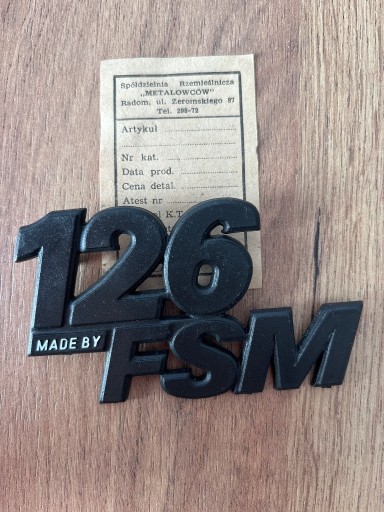 Spółdzielnia Rzemieślnicza
„METALOWCÓW"
Radom, ul. Żeromskiego 87
Tel. 298-72
Artykuł
Nr kat.
Data prod.
Cena detal.
Atest nr
K.T.
126
MADE BY FSM